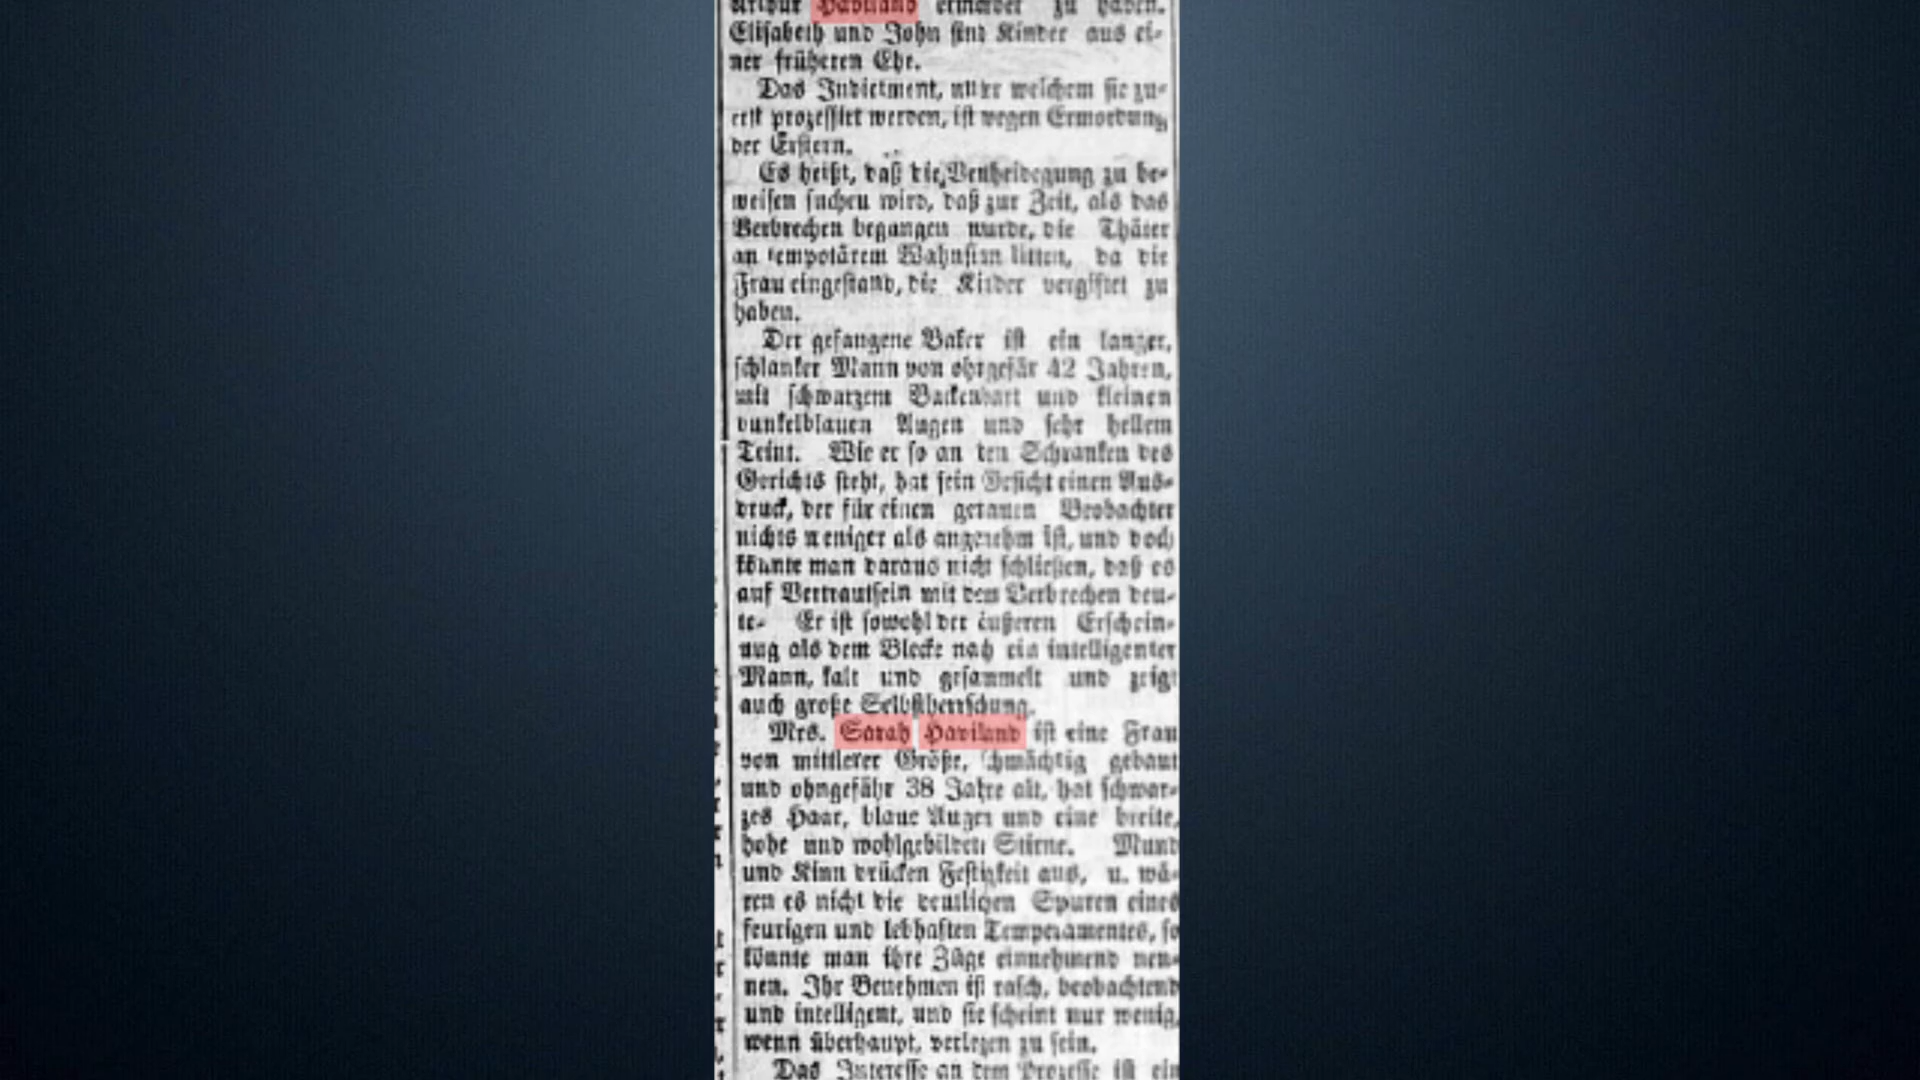 Arthur Haviland ermordet zu haben.
Elisabeth und John sind Kinder aus ei-
ner früheren Ehe.
Das Indictment, unter welchem sie zu-
erst prozessirt werden, ist wegen Ermordung
der Erstern.
Es heißt, daß die Vertheidegung zu be-
weisen suchen wird, daß zur Zeit, als das
Verbrechen begangen wurde, die Thäter
an temporärem Wahnsinn litten, da die
Frau eingestand, die Kinder vergiftet zu
haben.
Der gefangene Baker ist ein langer,
schlanker Mann von ohngefär 42 Jahren,
mit schwarzem Backenbart und kleinen
dunkelblauen Augen und sehr hellem
Teint. Wie er so an den Schranken des
Gerichts steht, hat sein Gesicht einen Aus-
druck, der für einen genauen Beobachter
nichts weniger als angenehm ist, und doch
könnte man daraus nicht schließen, daß es
auf Vertrautsein mit dem Verbrechen deu-
te. Er ist sowohl der äußeren Erschein-
ung als dem Blicke nach ein intelligenter
Mann, kalt und gesammelt und zeigt
auch große Selbstherrschung.
Mrs. Sarah Haviland ist eine Frau
von mittlerer Größe, schmächtig gebaut
und ohngefähr 38 Jahre alt, hat schwar-
zes Haar, blaue Augen und eine breite,
hohe und wohlgebildete Stirne. Mund
und Kinn drücken Festigkeit aus, u. wä-
ren es nicht die deutlichen Spuren eines
feurigen und lebhaften Temperamentes, so
könnte man ihre Züge einnehmend nen-
nen. Ihr Benehmen ist rasch, beobachtend
und intelligent, und sie scheint nur wenig,
wenn überhaupt, verlegen zu sein.
Das Interesse an dem Prozesse ist ein